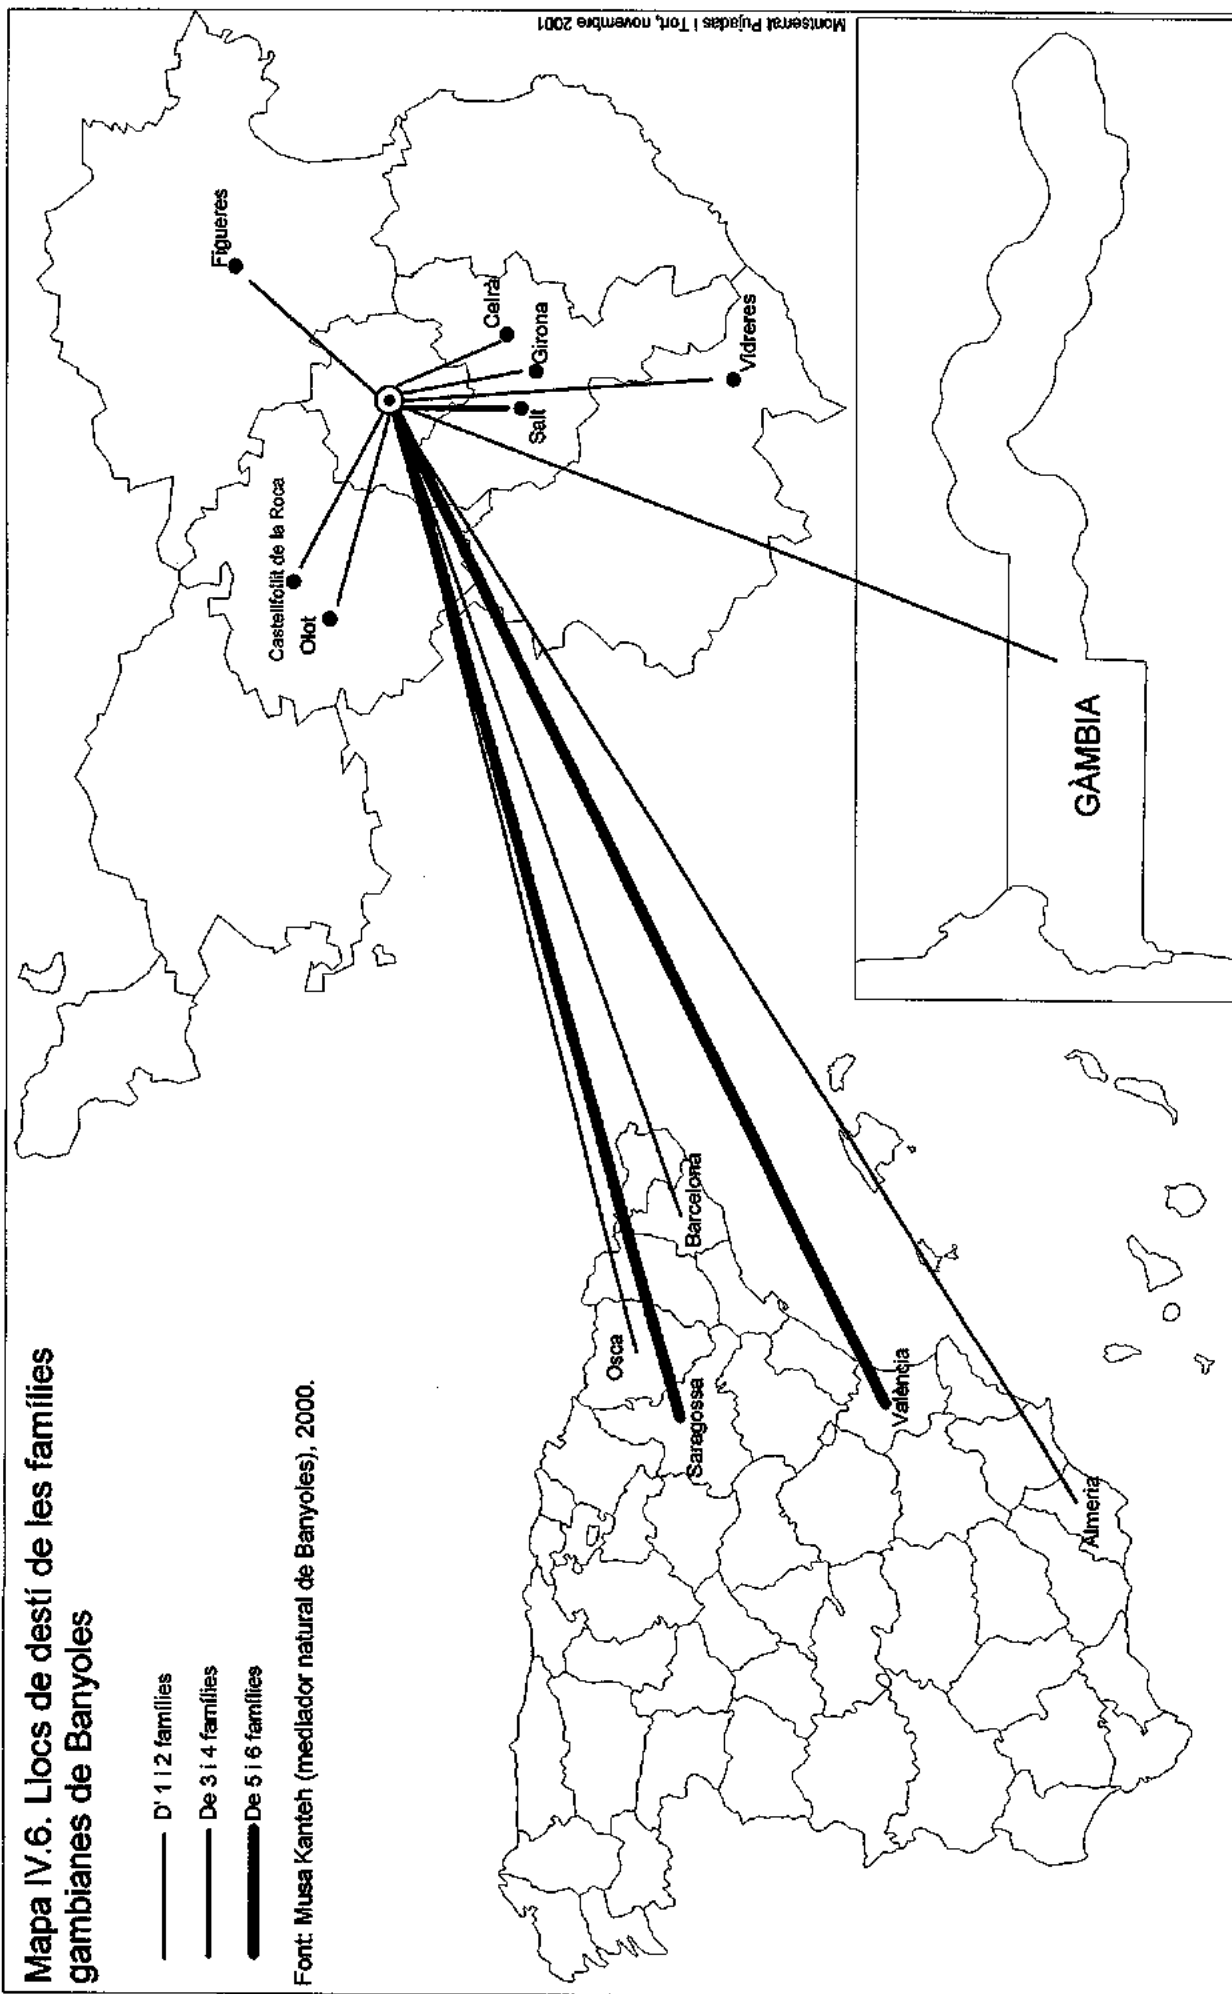 Mapa IV.6. Llocs de destí de les famílies
gambianes de Banyoles
D' 1 i 2 famílies
De 3 i 4 famílies
De 5 i 6 famílies
Font: Musa Kanteh (mediador natural de Banyoles), 2000.
Figueres
Castellfollit de la Roca
Olot
Celrà
Girona
Salt
Vidreres
Osca
Saragossa
Barcelona
València
Almeria
GÀMBIA
Montserrat Pujadas i Tort, novembre 2001